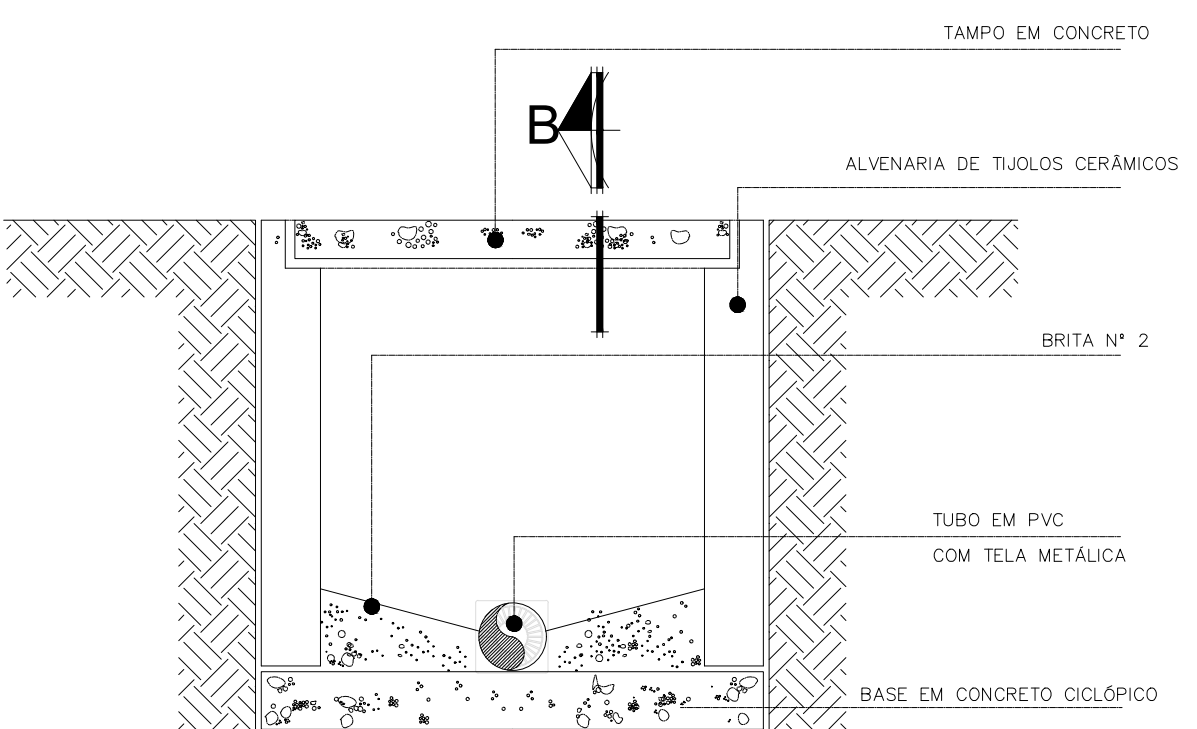 TAMPO EM CONCRETO
B
ALVENARIA DE TIJOLOS CERÂMICOS
BRITA Nº 2
TUBO EM PVC
COM TELA METÁLICA
BASE EM CONCRETO CICLÓPICO